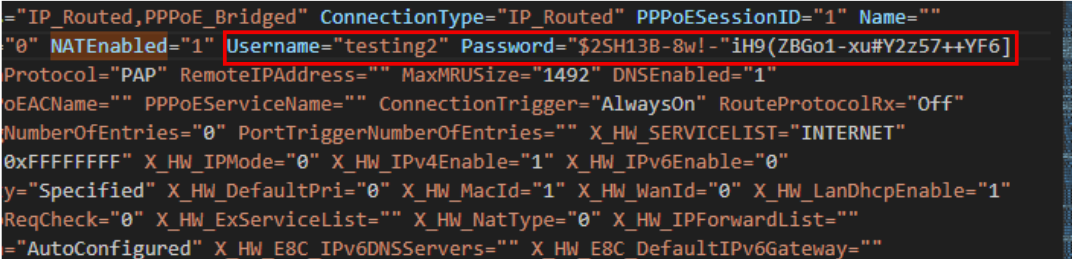 ="IP_Routed,PPPoE_Bridged" ConnectionType="IP_Routed" PPPoESessionID="1" Name=""
="0" NATEnabled="1" Username="testing2" Password="$2SH13B-8w!-"iH9(ZBGo1-xu#Y2z57++YF6]
Protocol="PAP" RemoteIPAddress="" MaxMRUSize="1492" DNSEnabled="1"
oEACName="" PPPoEServiceName="" ConnectionTrigger="AlwaysOn" RouteProtocolRx="Off"
gNumberOfEntries="0" PortTriggerNumberOfEntries="" X_HW_SERVICELIST="INTERNET"
0xFFFFFFFF" X_HW_IPMode="0" X_HW_IPv4Enable="1" X_HW_IPv6Enable="0"
y="Specified" X_HW_DefaultPri="0" X_HW_MacId="1" X_HW_WanId="0" X_HW_LanDhcpEnable="1"
ReqCheck="0" X_HW_ExServiceList="" X_HW_NatType="0" X_HW_IPForwardList=""
="AutoConfigured" X_HW_E8C_IPv6DNSServers="" X_HW_E8C_DefaultIPv6Gateway=""